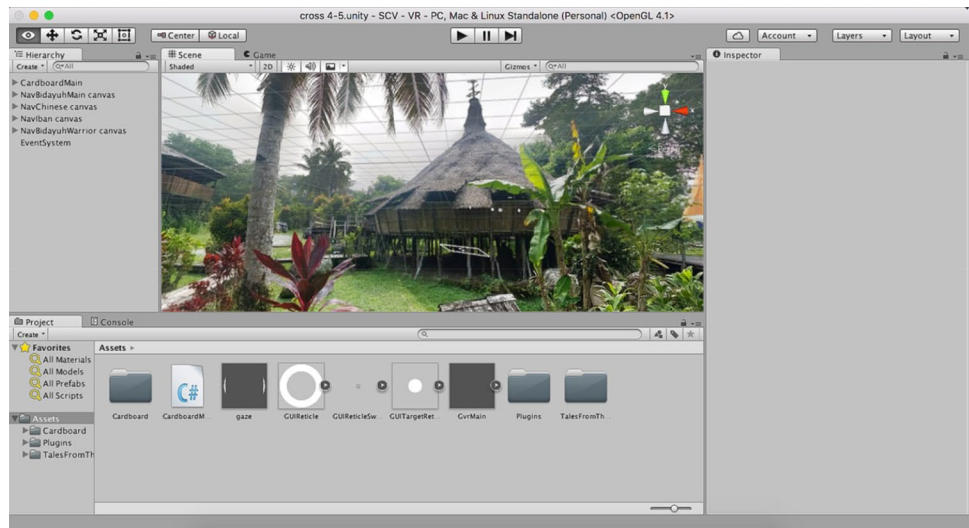 cross 4-5.unity - SCV - VR - PC, Mac & Linux Standalone (Personal) <OpenGL 4.1>
Center Local Account Layers Layout
Hierarchy
Create All
CardboardMain
NavBidayuhMain canvas
NavChinese canvas
NavIban canvas
NavBidayuhWarrior canvas
EventSystem
Scene Game
Shaded 2D Gizmos All
y
x
Inspector
Project Console
Create
Favorites
All Materials
All Models
All Prefabs
All Scripts
Assets
Cardboard
Plugins
TalesFromTh
Assets
C#
Cardboard CardboardM... gaze GUIReticle GUIReticleSw... GUITargetRet... GvrMain Plugins TalesFromTh...